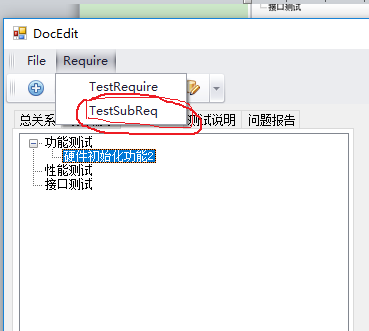 接口测试
DocEdit
File Require
TestRequire
TestSubReq
总关系
测试说明 问题报告
功能测试
硬件初始化功能2
性能测试
接口测试